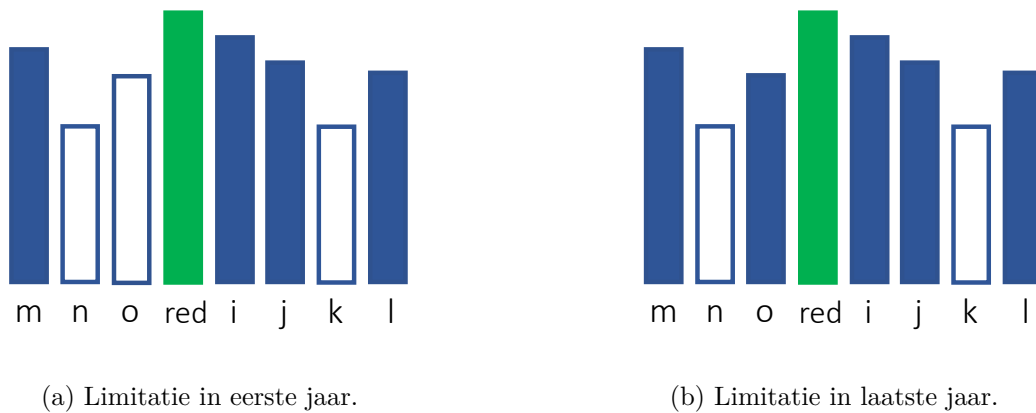 m n o red i j k l
m n o red i j k l
(a) Limitatie in eerste jaar.
(b) Limitatie in laatste jaar.